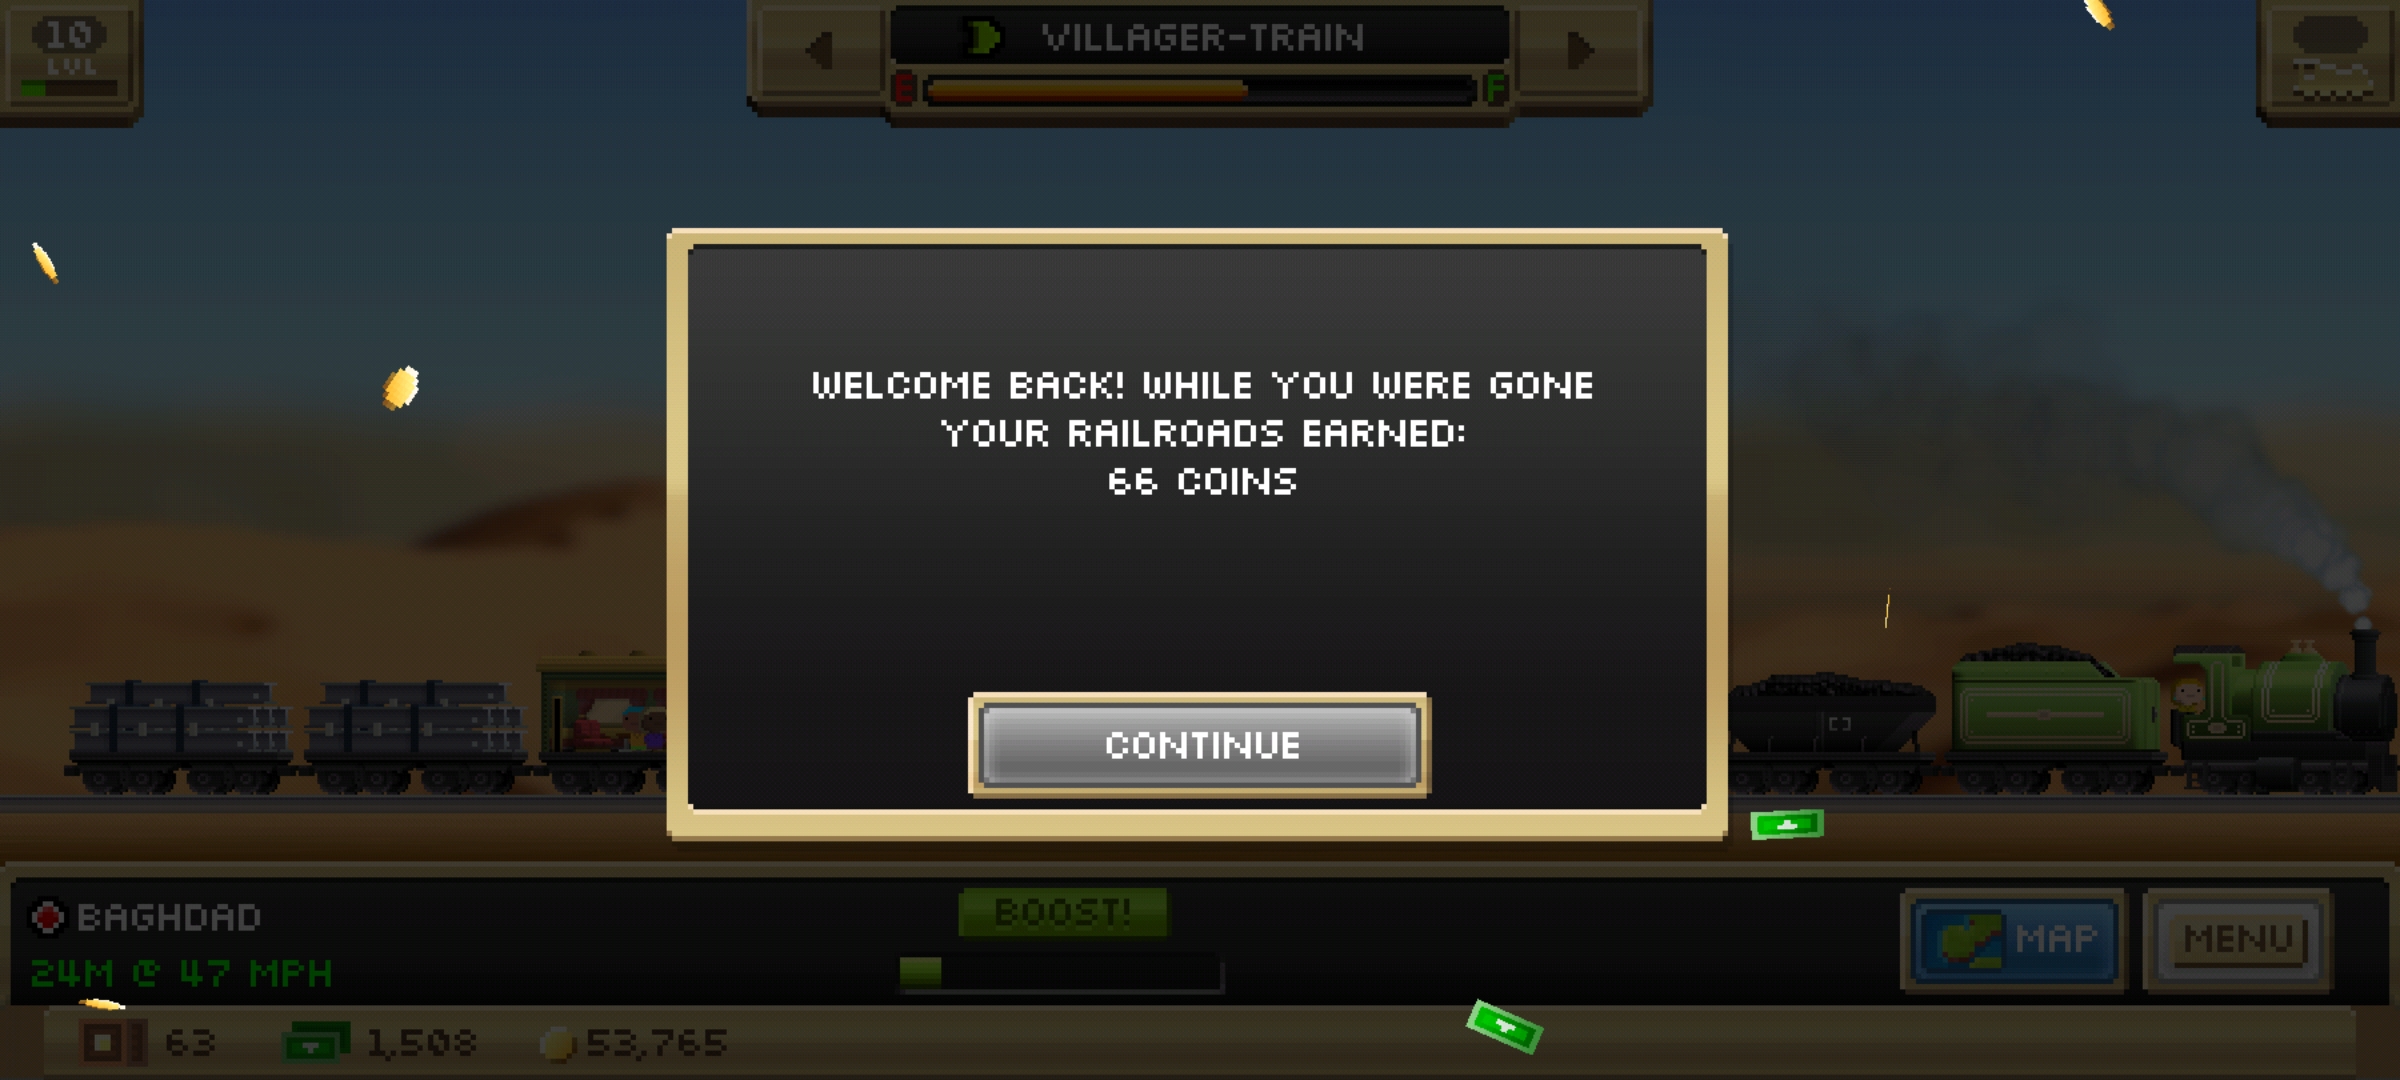 10
LVL
VILLAGER-TRAIN
E F
WELCOME BACK! WHILE YOU WERE GONE
YOUR RAILROADS EARNED:
66 COINS
CONTINUE
BAGHDAD
24M @ 47 MPH
BOOST!
MAP
MENU
63 1,508 53,765